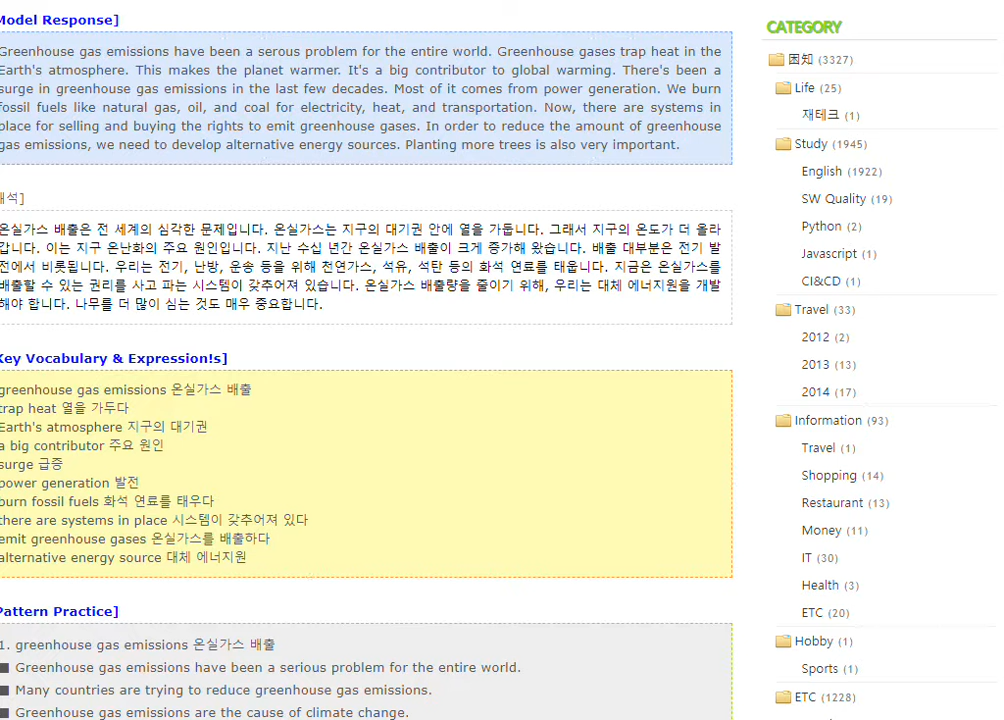 Model Response]
Greenhouse gas emissions have been a serous problem for the entire world. Greenhouse gases trap heat in the
Earth's atmosphere. This makes the planet warmer. It's a big contributor to global warming. There's been a
surge in greenhouse gas emissions in the last few decades. Most of it comes from power generation. We burn
fossil fuels like natural gas, oil, and coal for electricity, heat, and transportation. Now, there are systems in
place for selling and buying the rights to emit greenhouse gases. In order to reduce the amount of greenhouse
gas emissions, we need to develop alternative energy sources. Planting more trees is also very important.
해석]
온실가스 배출은 전 세계의 심각한 문제입니다. 온실가스는 지구의 대기권 안에 열을 가둡니다. 그래서 지구의 온도가 더 올라
갑니다. 이는 지구 온난화의 주요 원인입니다. 지난 수십 년간 온실가스 배출이 크게 증가해 왔습니다. 배출 대부분은 전기 발
전에서 비롯됩니다. 우리는 전기, 난방, 운송 등을 위해 천연가스, 석유, 석탄 등의 화석 연료를 태웁니다. 지금은 온실가스를
배출할 수 있는 권리를 사고 파는 시스템이 갖추어져 있습니다. 온실가스 배출량을 줄이기 위해, 우리는 대체 에너지원을 개발
해야 합니다. 나무를 더 많이 심는 것도 매우 중요합니다.
Key Vocabulary & Expression!s]
greenhouse gas emissions 온실가스 배출
trap heat 열을 가두다
Earth's atmosphere 지구의 대기권
a big contributor 주요 원인
surge 급증
power generation 발전
burn fossil fuels 화석 연료를 태우다
there are systems in place 시스템이 갖추어져 있다
emit greenhouse gases 온실가스를 배출하다
alternative energy source 대체 에너지원
Pattern Practice]
1. greenhouse gas emissions 온실가스 배출
■ Greenhouse gas emissions have been a serious problem for the entire world.
■ Many countries are trying to reduce greenhouse gas emissions.
■ Greenhouse gas emissions are the cause of climate change.
CATEGORY
困知 (3327)
Life (25)
재테크 (1)
Study (1945)
English (1922)
SW Quality (19)
Python (2)
Javascript (1)
CI&CD (1)
Travel (33)
2012 (2)
2013 (13)
2014 (17)
Information (93)
Travel (1)
Shopping (14)
Restaurant (13)
Money (11)
IT (30)
Health (3)
ETC (20)
Hobby (1)
Sports (1)
ETC (1228)